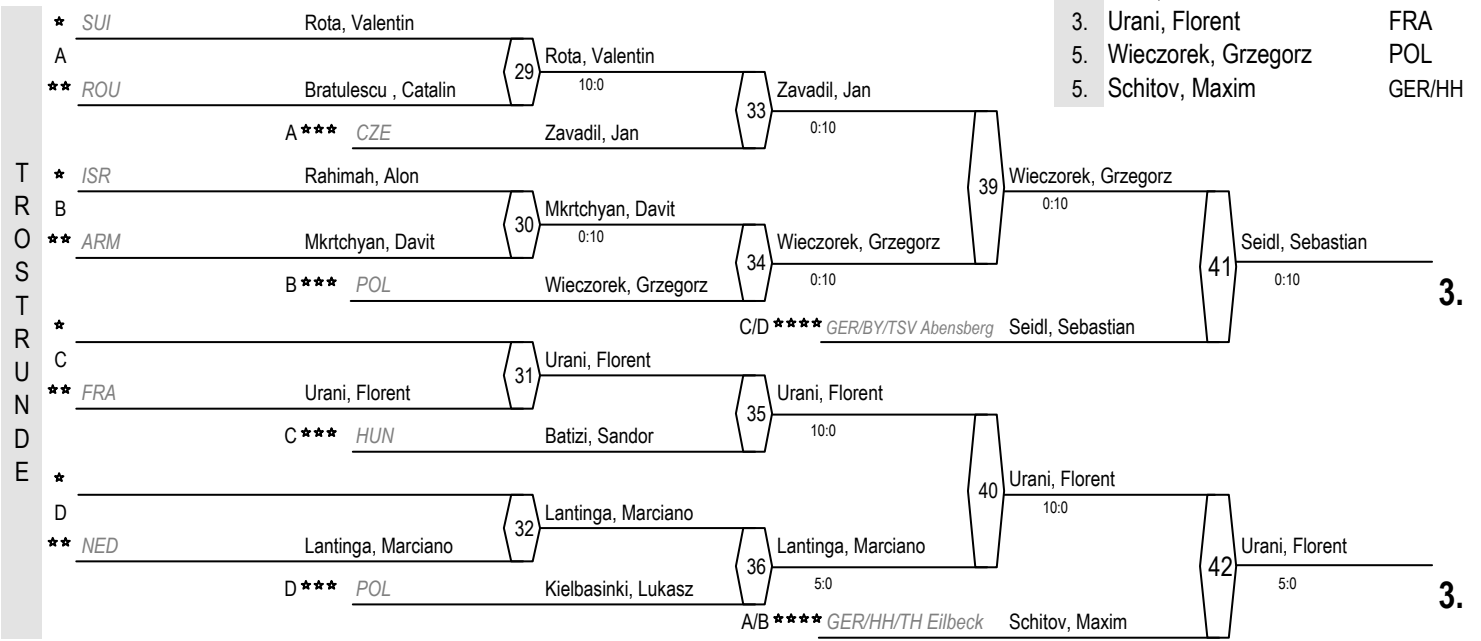 3. Urani, Florent FRA
5. Wieczorek, Grzegorz POL
5. Schitov, Maxim GER/HH
TROSTRUNDE
* SUI Rota, Valentin
A
29 Rota, Valentin
10:0
** ROU Bratulescu , Catalin
33 Zavadil, Jan
0:10
A *** CZE Zavadil, Jan
* ISR Rahimah, Alon
39 Wieczorek, Grzegorz
0:10
B
30 Mkrtchyan, Davit
0:10
** ARM Mkrtchyan, Davit
34 Wieczorek, Grzegorz
0:10
41 Seidl, Sebastian
0:10
3.
B *** POL Wieczorek, Grzegorz
C/D **** GER/BY/TSV Abensberg Seidl, Sebastian
*
C
31 Urani, Florent
** FRA Urani, Florent
35 Urani, Florent
10:0
C *** HUN Batizi, Sandor
*
40 Urani, Florent
10:0
D
32 Lantinga, Marciano
** NED Lantinga, Marciano
36 Lantinga, Marciano
5:0
42 Urani, Florent
5:0
3.
D *** POL Kielbasinki, Lukasz
A/B **** GER/HH/TH Eilbeck Schitov, Maxim